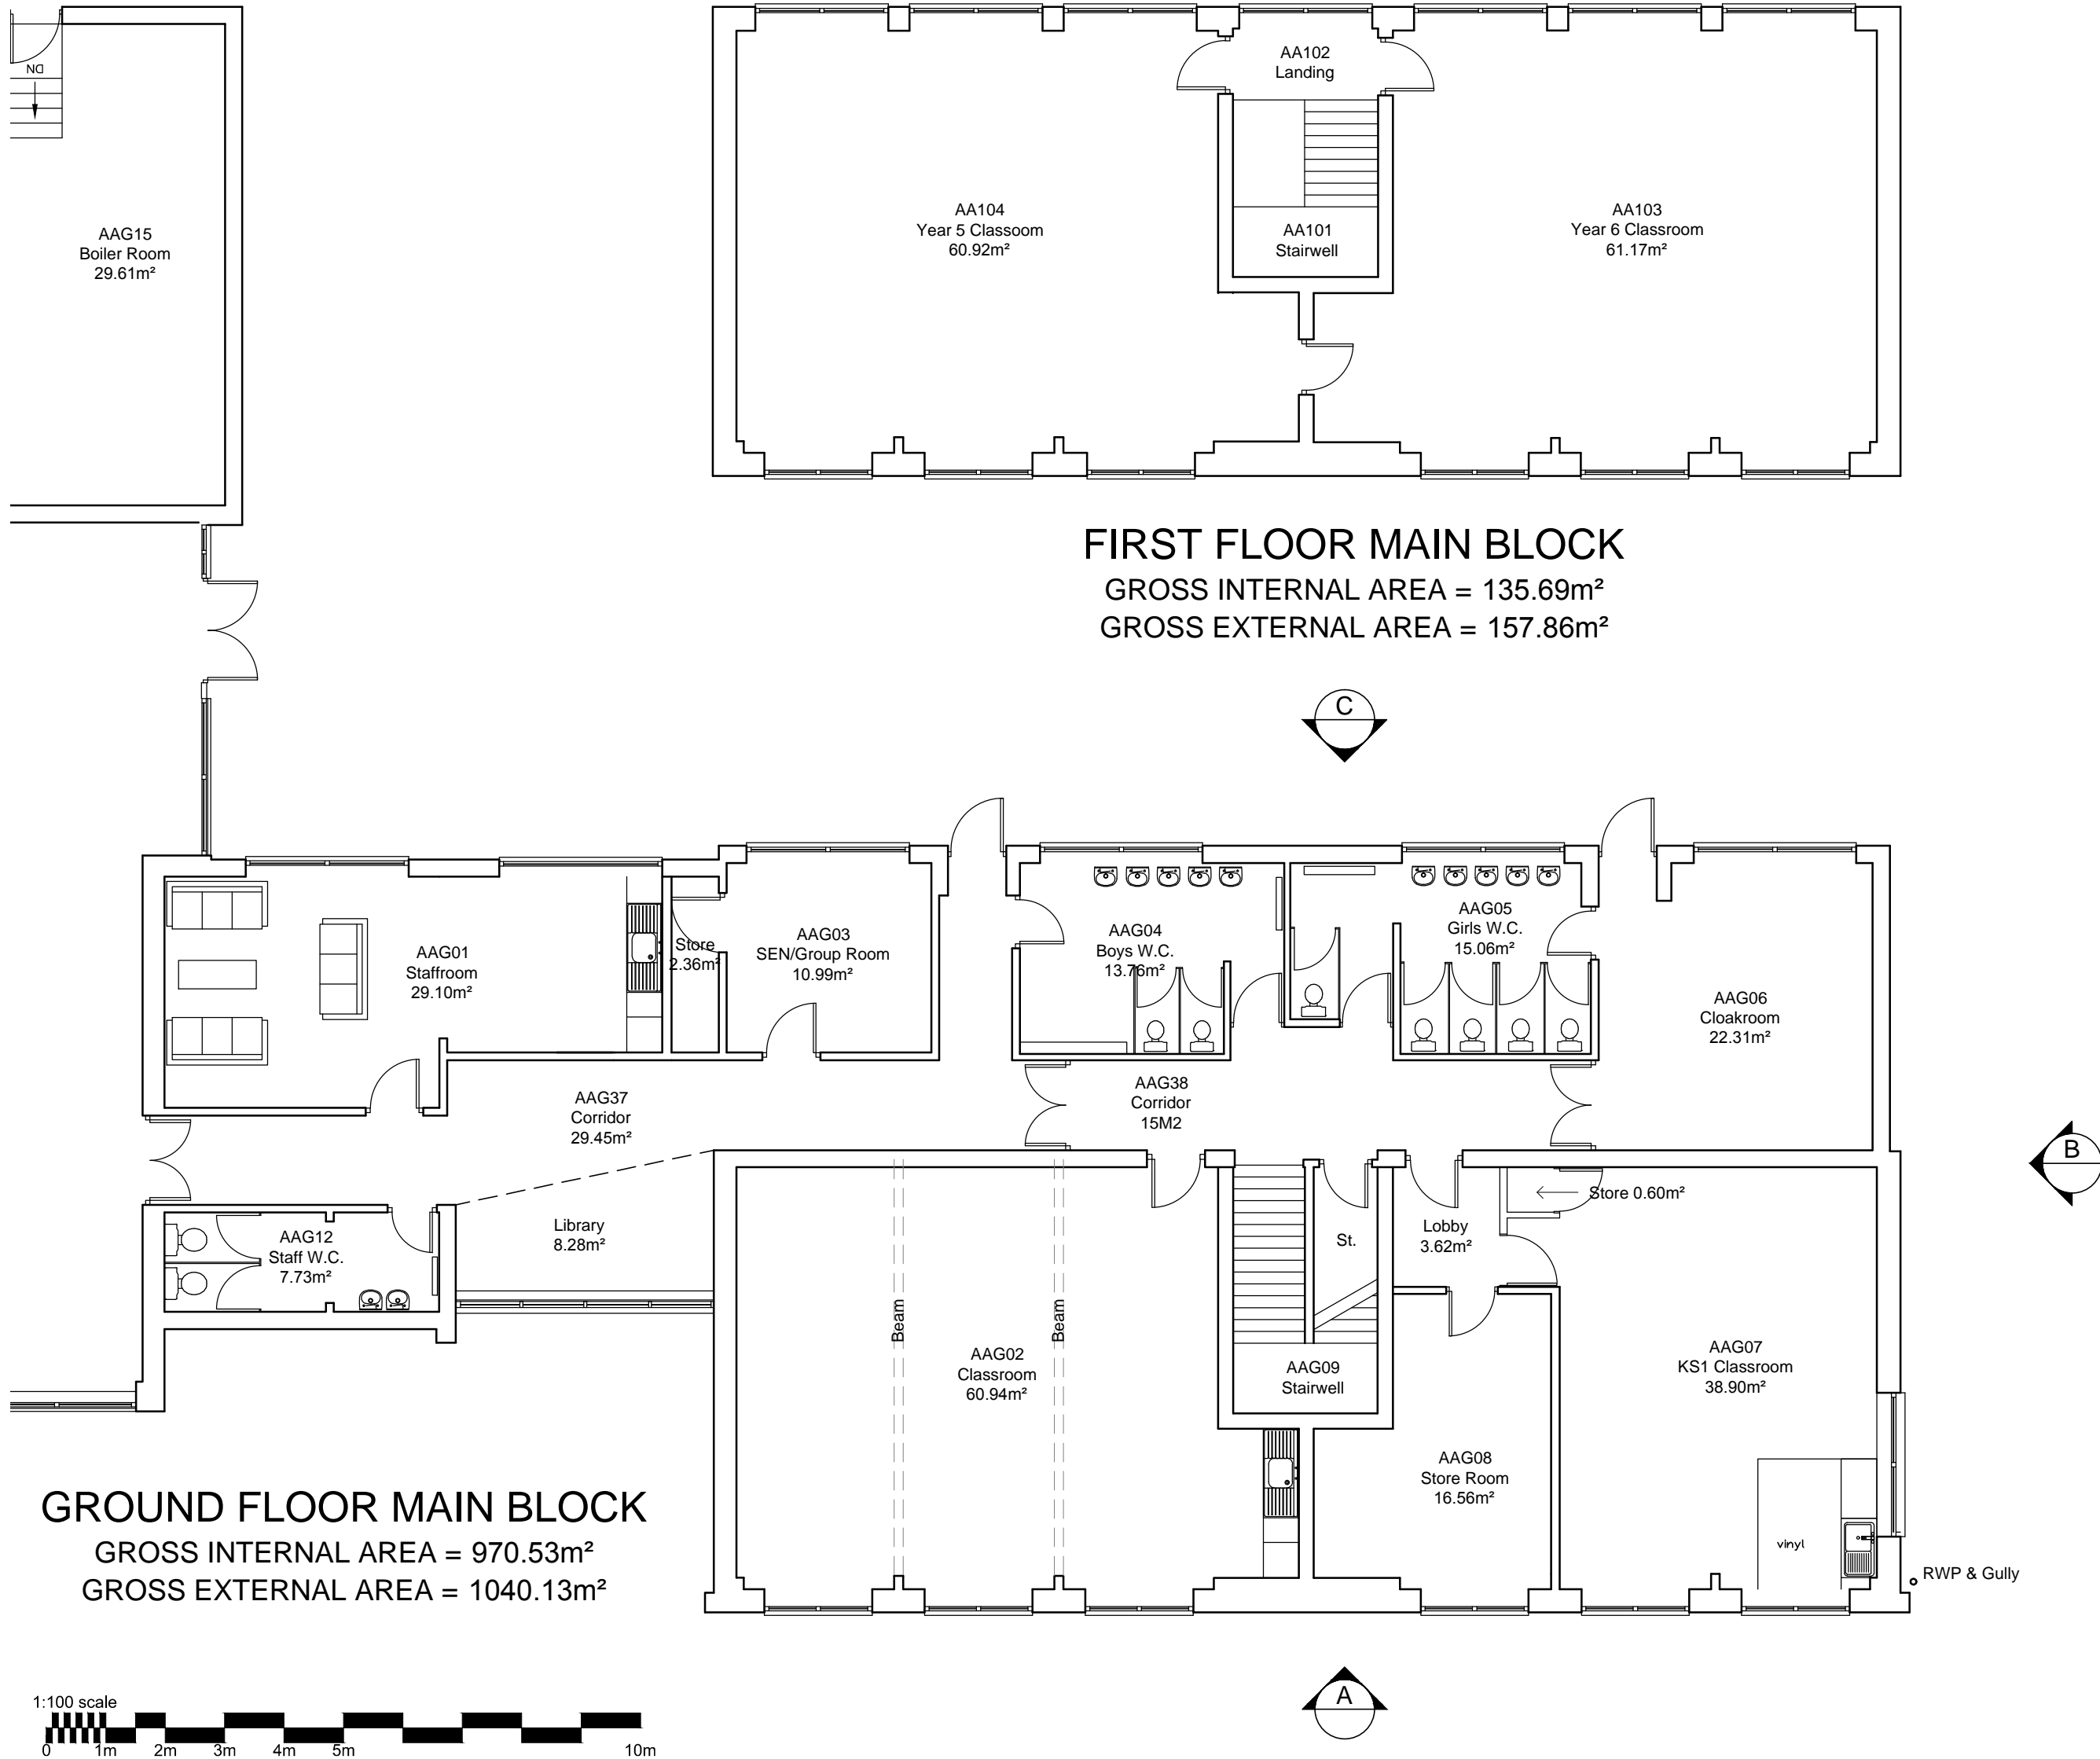 DN
AAG15
Boiler Room
29.61m²
AA102
Landing
AA104
Year 5 Classoom
60.92m²
AA101
Stairwell
AA103
Year 6 Classroom
61.17m²
FIRST FLOOR MAIN BLOCK
GROSS INTERNAL AREA = 135.69m²
GROSS EXTERNAL AREA = 157.86m²
C
AAG01
Staffroom
29.10m²
Store
2.36m²
AAG03
SEN/Group Room
10.99m²
AAG04
Boys W.C.
13.76m²
AAG05
Girls W.C.
15.06m²
AAG06
Cloakroom
22.31m²
AAG37
Corridor
29.45m²
AAG38
Corridor
15M2
B
AAG12
Staff W.C.
7.73m²
Library
8.28m²
Beam
Beam
AAG02
Classroom
60.94m²
St.
AAG09
Stairwell
Lobby
3.62m²
Store 0.60m²
AAG07
KS1 Classroom
38.90m²
AAG08
Store Room
16.56m²
vinyl
RWP & Gully
GROUND FLOOR MAIN BLOCK
GROSS INTERNAL AREA = 970.53m²
GROSS EXTERNAL AREA = 1040.13m²
A
1:100 scale
0 1m 2m 3m 4m 5m 10m